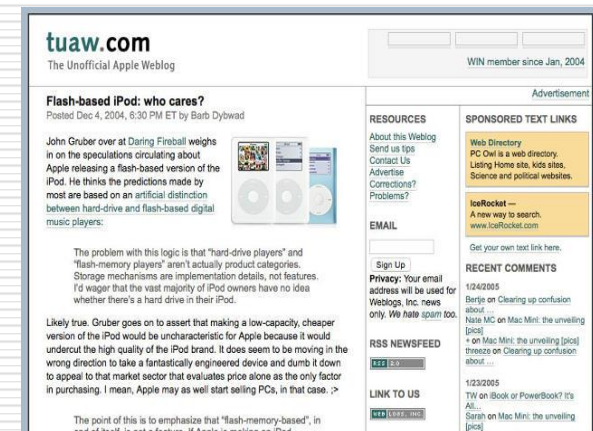 tuaw.com
The Unofficial Apple Weblog
WIN member since Jan, 2004
Advertisement
Flash-based iPod: who cares?
Posted Dec 4, 2004, 6:30 PM ET by Barb Dybwad
John Gruber over at Daring Fireball weighs
in on the speculations circulating about
Apple releasing a flash-based version of the
iPod. He thinks the predictions made by
most are based on an artificial distinction
between hard-drive and flash-based digital
music players:
The problem with this logic is that "hard-drive players" and
"flash-memory players" aren't actually product categories.
Storage mechanisms are implementation details, not features.
I'd wager that the vast majority of iPod owners have no idea
whether there's a hard drive in their iPod.
Likely true. Gruber goes on to assert that making a low-capacity, cheaper
version of the iPod would be uncharacteristic for Apple because it would
undercut the high quality of the iPod brand. It does seem to be moving in the
wrong direction to take a fantastically engineered device and dumb it down
to appeal to that market sector that evaluates price alone as the only factor
in purchasing. I mean, Apple may as well start selling PCs, in that case. ;>
The point of this is to emphasize that "flash-memory-based", in
RESOURCES
About this Weblog
Send us tips
Contact Us
Advertise
Corrections?
Problems?
EMAIL
Sign Up
Privacy: Your email
address will be used for
Weblogs, Inc. news
only. We hate spam too.
RSS NEWSFEED
RSS 2.0
LINK TO US
WEBLOGS, INC.
SPONSORED TEXT LINKS
Web Directory
PC Owl is a web directory.
Listing Home site, kids sites,
Science and political websites.
IceRocket —
A new way to search.
www.IceRocket.com
Get your own text link here.
RECENT COMMENTS
1/24/2005
Bertje on Clearing up confusion
about ...
Nate MC on Mac Mini: the unveiling
[pics]
+ on Mac Mini: the unveiling [pics]
threeze on Clearing up confusion
about ...
1/23/2005
TW on iBook or PowerBook? It's
All...
Sarah on Mac Mini: the unveiling
[pics]